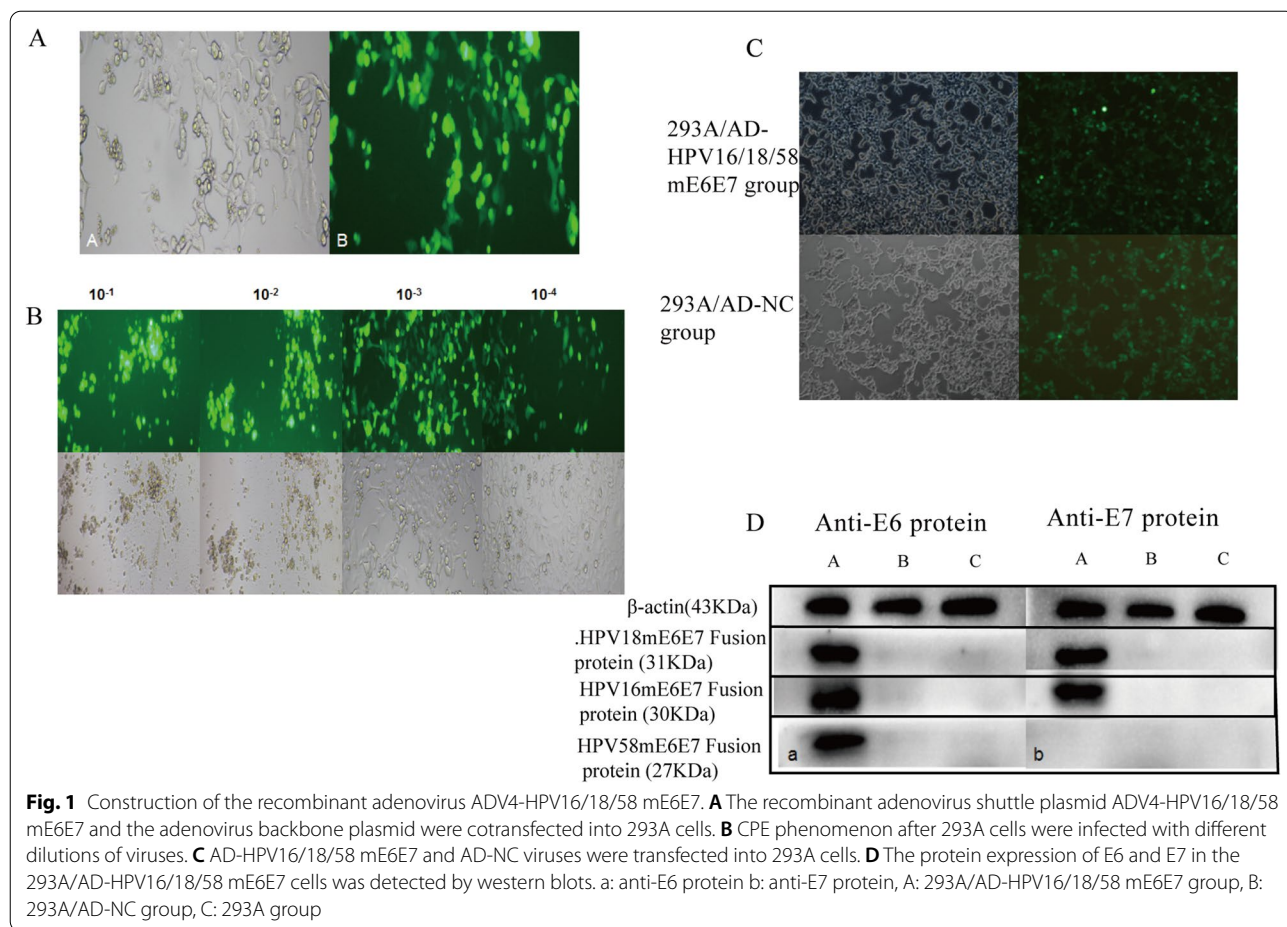 A
A
B
10-1
10-2
10-3
10-4
B
C
293A/AD-
HPV16/18/58
mE6E7 group
293A/AD-NC
group
D
Anti-E6 protein
Anti-E7 protein
A
B
C
A
B
C
β-actin(43KDa)
.HPV18mE6E7 Fusion
protein (31KDa)
HPV16mE6E7 Fusion
protein (30KDa)
HPV58mE6E7 Fusion
protein (27KDa)
a
b
Fig. 1 Construction of the recombinant adenovirus ADV4-HPV16/18/58 mE6E7. A The recombinant adenovirus shuttle plasmid ADV4-HPV16/18/58
mE6E7 and the adenovirus backbone plasmid were cotransfected into 293A cells. B CPE phenomenon after 293A cells were infected with different
dilutions of viruses. C AD-HPV16/18/58 mE6E7 and AD-NC viruses were transfected into 293A cells. D The protein expression of E6 and E7 in the
293A/AD-HPV16/18/58 mE6E7 cells was detected by western blots. a: anti-E6 protein b: anti-E7 protein, A: 293A/AD-HPV16/18/58 mE6E7 group, B:
293A/AD-NC group, C: 293A group